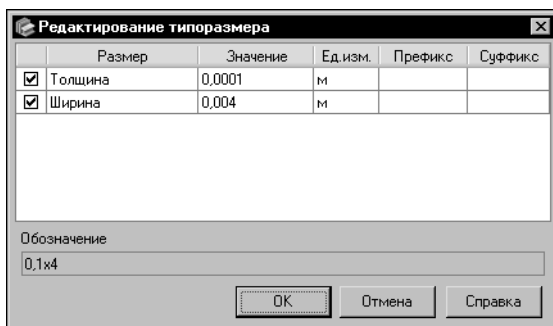 Редактирование типоразмера
Размер Значение Ед.изм. Префикс Суффикс
Толщина 0,0001 м
Ширина 0,004 м
Обозначение
0,1x4
OK Отмена Справка